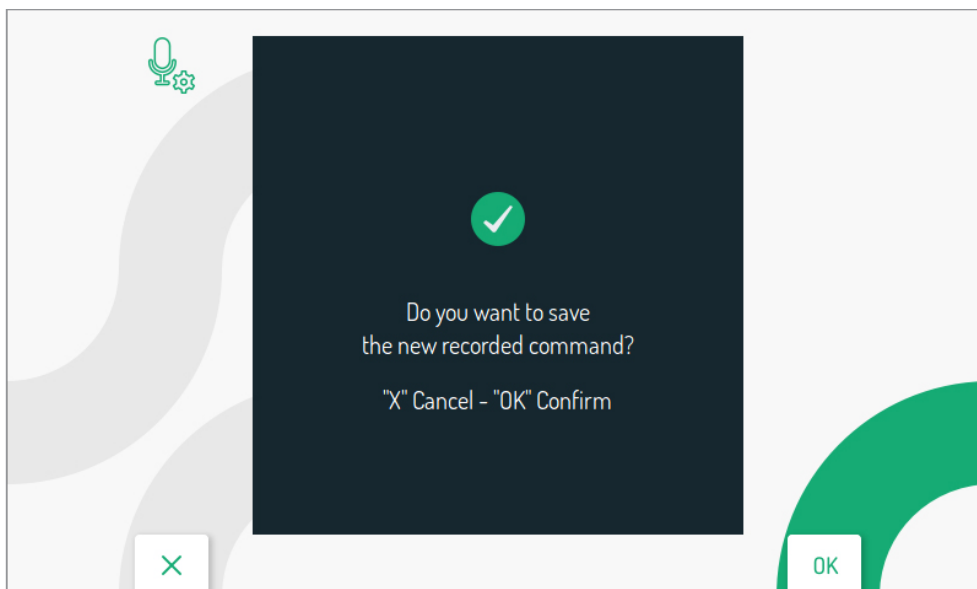 Do you want to save
the new recorded command?
"X" Cancel - "OK" Confirm
OK